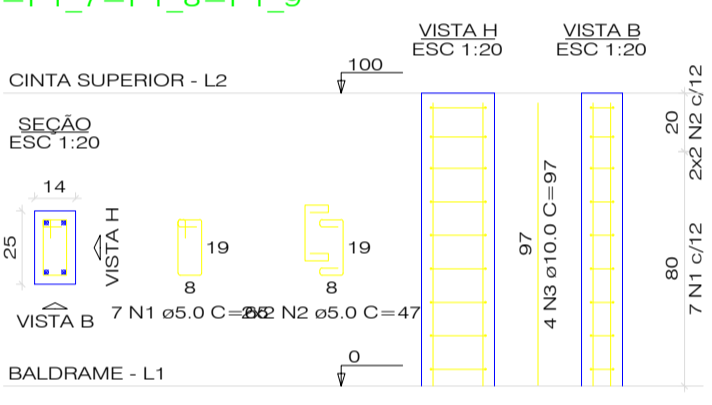 VISTA H
ESC 1:20
VISTA B
ESC 1:20
100
CINTA SUPERIOR - L2
SEÇÃO
ESC 1:20
14
25
VISTA H
VISTA B
19
8
7 N1 ø5.0 C=
19
8
2x2 N2 ø5.0 C=47
97
4 N3 ø10.0 C=97
20
2x2 N2 c/12
80
7 N1 c/12
0
BALDRAME - L1